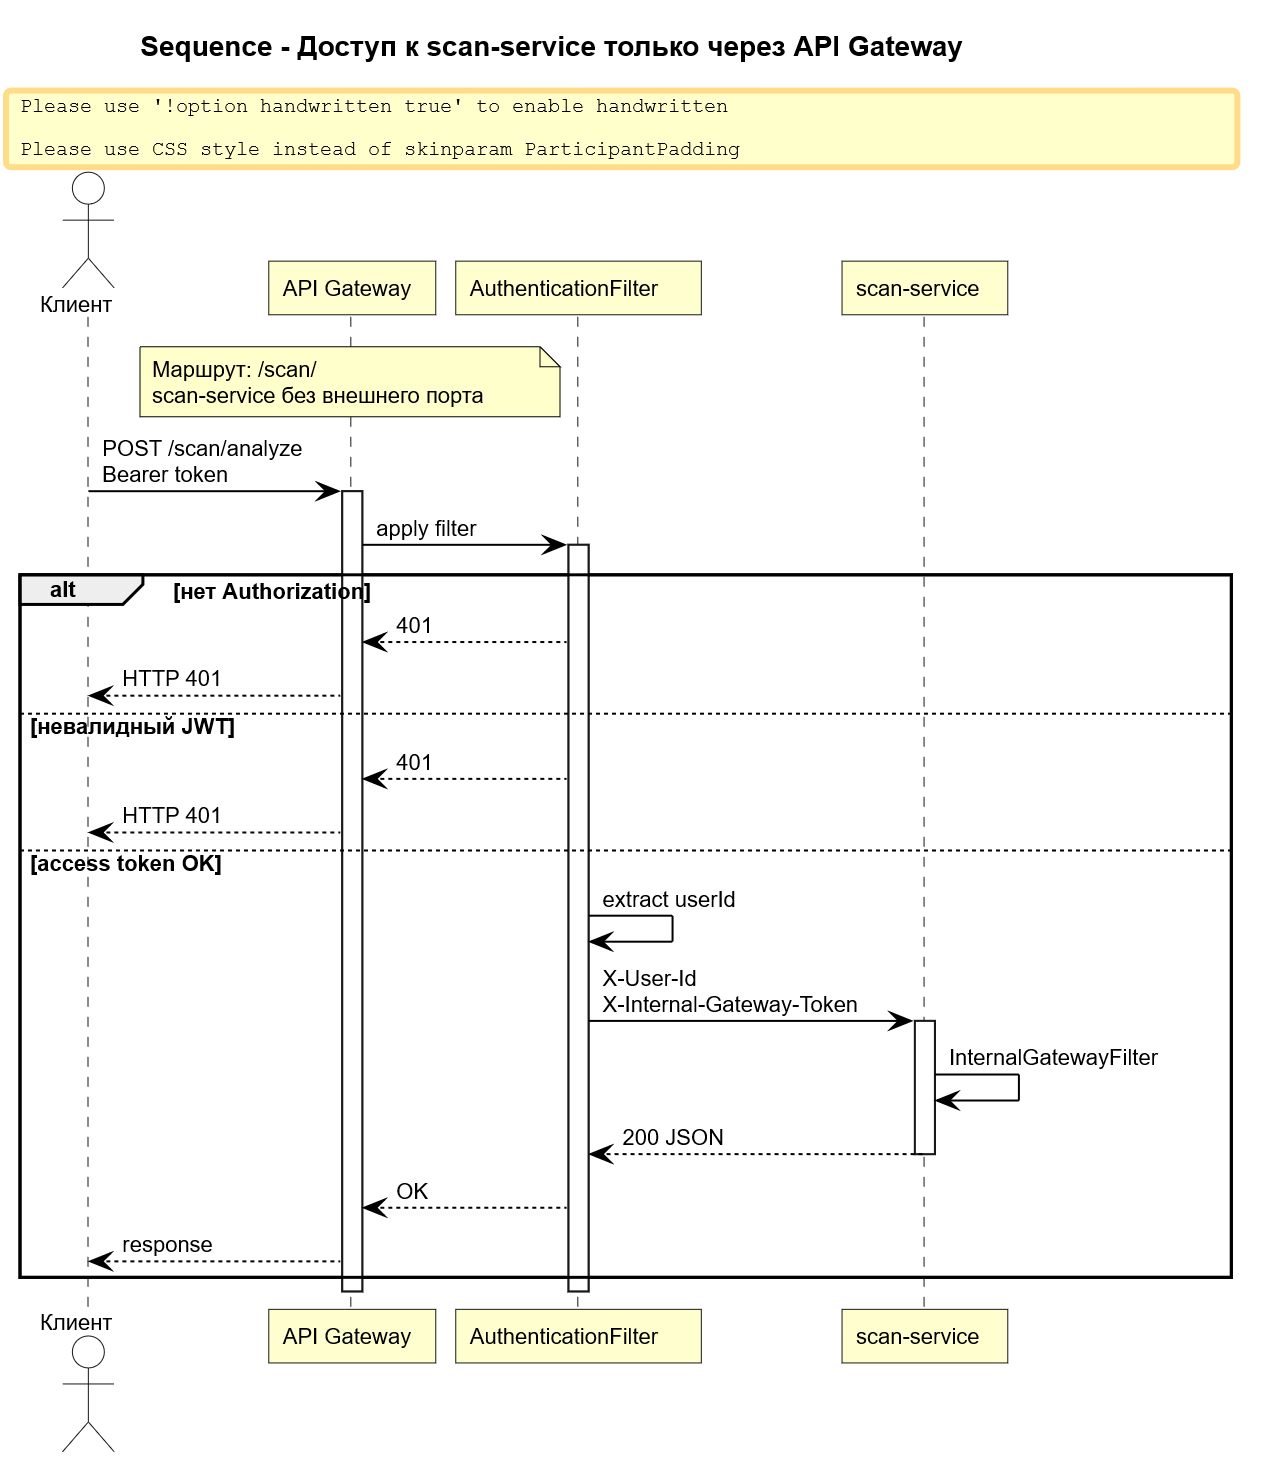 Sequence - Доступ к scan-service только через API Gateway
Please use '!option handwritten true' to enable handwritten
Please use CSS style instead of skinparam ParticipantPadding
Клиент
API Gateway
AuthenticationFilter
scan-service
Маршрут: /scan/
scan-service без внешнего порта
POST /scan/analyze
Bearer token
apply filter
alt
[нет Authorization]
401
HTTP 401
[невалидный JWT]
401
HTTP 401
[access token OK]
extract userId
X-User-Id
X-Internal-Gateway-Token
InternalGatewayFilter
200 JSON
OK
response
Клиент
API Gateway
AuthenticationFilter
scan-service